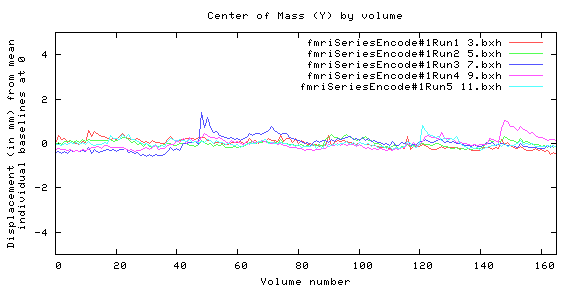 Center of Mass (Y) by volume
fmriSeriesEncode#1Run1 3.bxh
fmriSeriesEncode#1Run2 5.bxh
fmriSeriesEncode#1Run3 7.bxh
fmriSeriesEncode#1Run4 9.bxh
fmriSeriesEncode#1Run5 11.bxh
Displacement (in mm) from mean
individual baselines at 0
4
2
0
-2
-4
0 20 40 60 80 100 120 140 160
Volume number